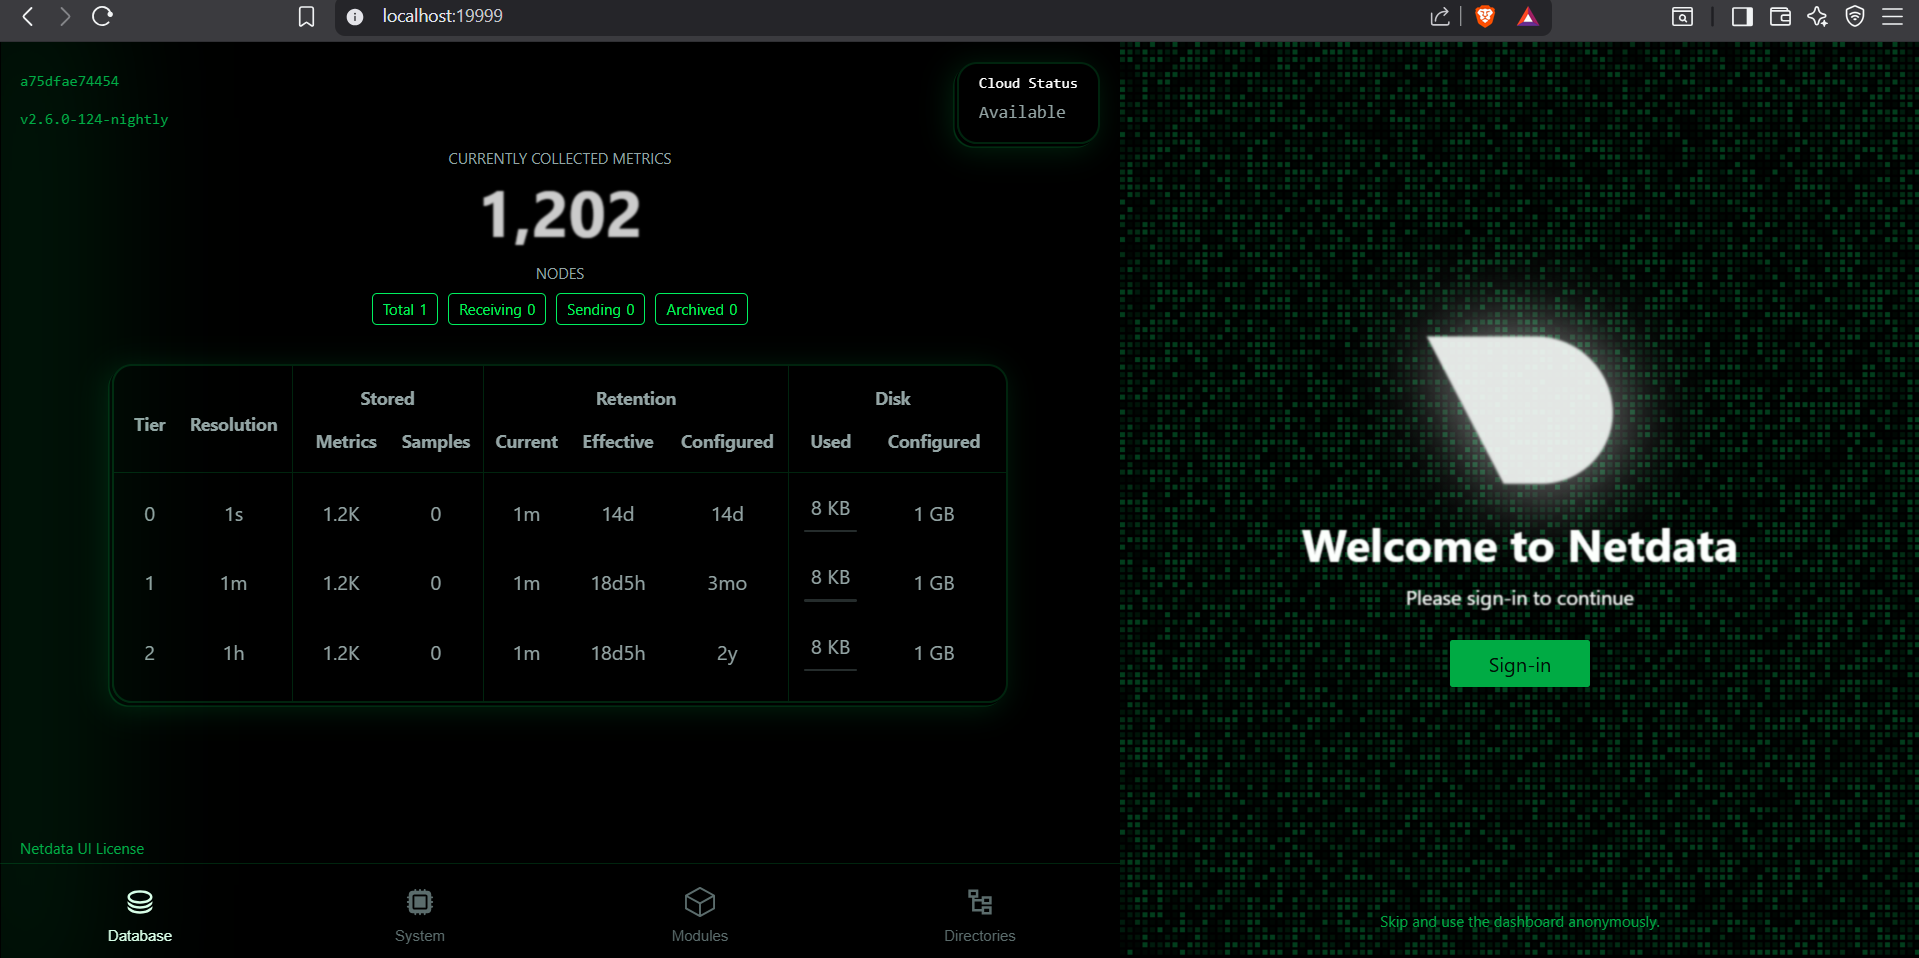 localhost:19999
a75dfae74454
v2.6.0-124-nightly
Cloud Status
Available
CURRENTLY COLLECTED METRICS
1,202
NODES
Total 1 Receiving 0 Sending 0 Archived 0
Stored Retention Disk
Tier Resolution
Metrics Samples Current Effective Configured Used Configured
0 1s 1.2K 0 1m 14d 14d 8 KB 1 GB
1 1m 1.2K 0 1m 18d5h 3mo 8 KB 1 GB
2 1h 1.2K 0 1m 18d5h 2y 8 KB 1 GB
Netdata UI License
Database System Modules Directories
Welcome to Netdata
Please sign-in to continue
Sign-in
Skip and use the dashboard anonymously.